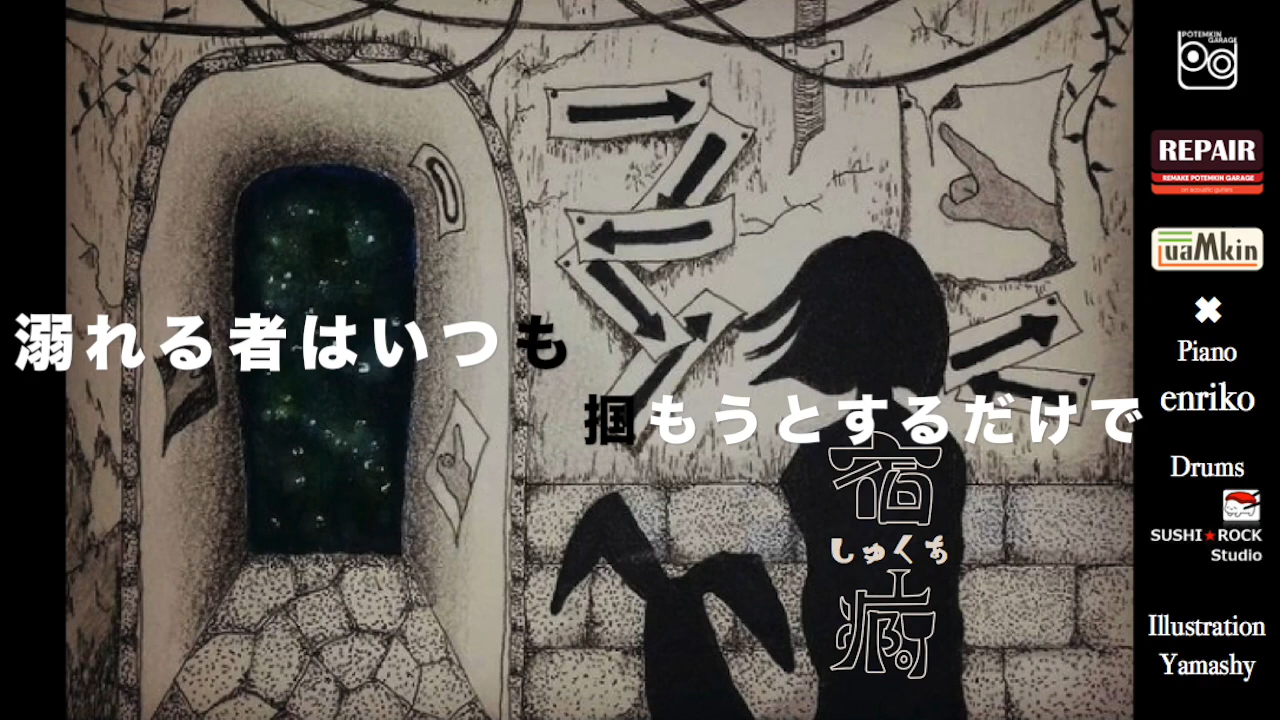 溺れる者はいつも
掴もうとするだけで
宿
しゅくち
痾
POTEMKIN
GARAGE
REPAIR
REMAKE POTEMKIN GARAGE
on acoustic guitars
uaMkin
✖
Piano
enriko
Drums
SUSHI★ROCK
Studio
Illustration
Yamashy